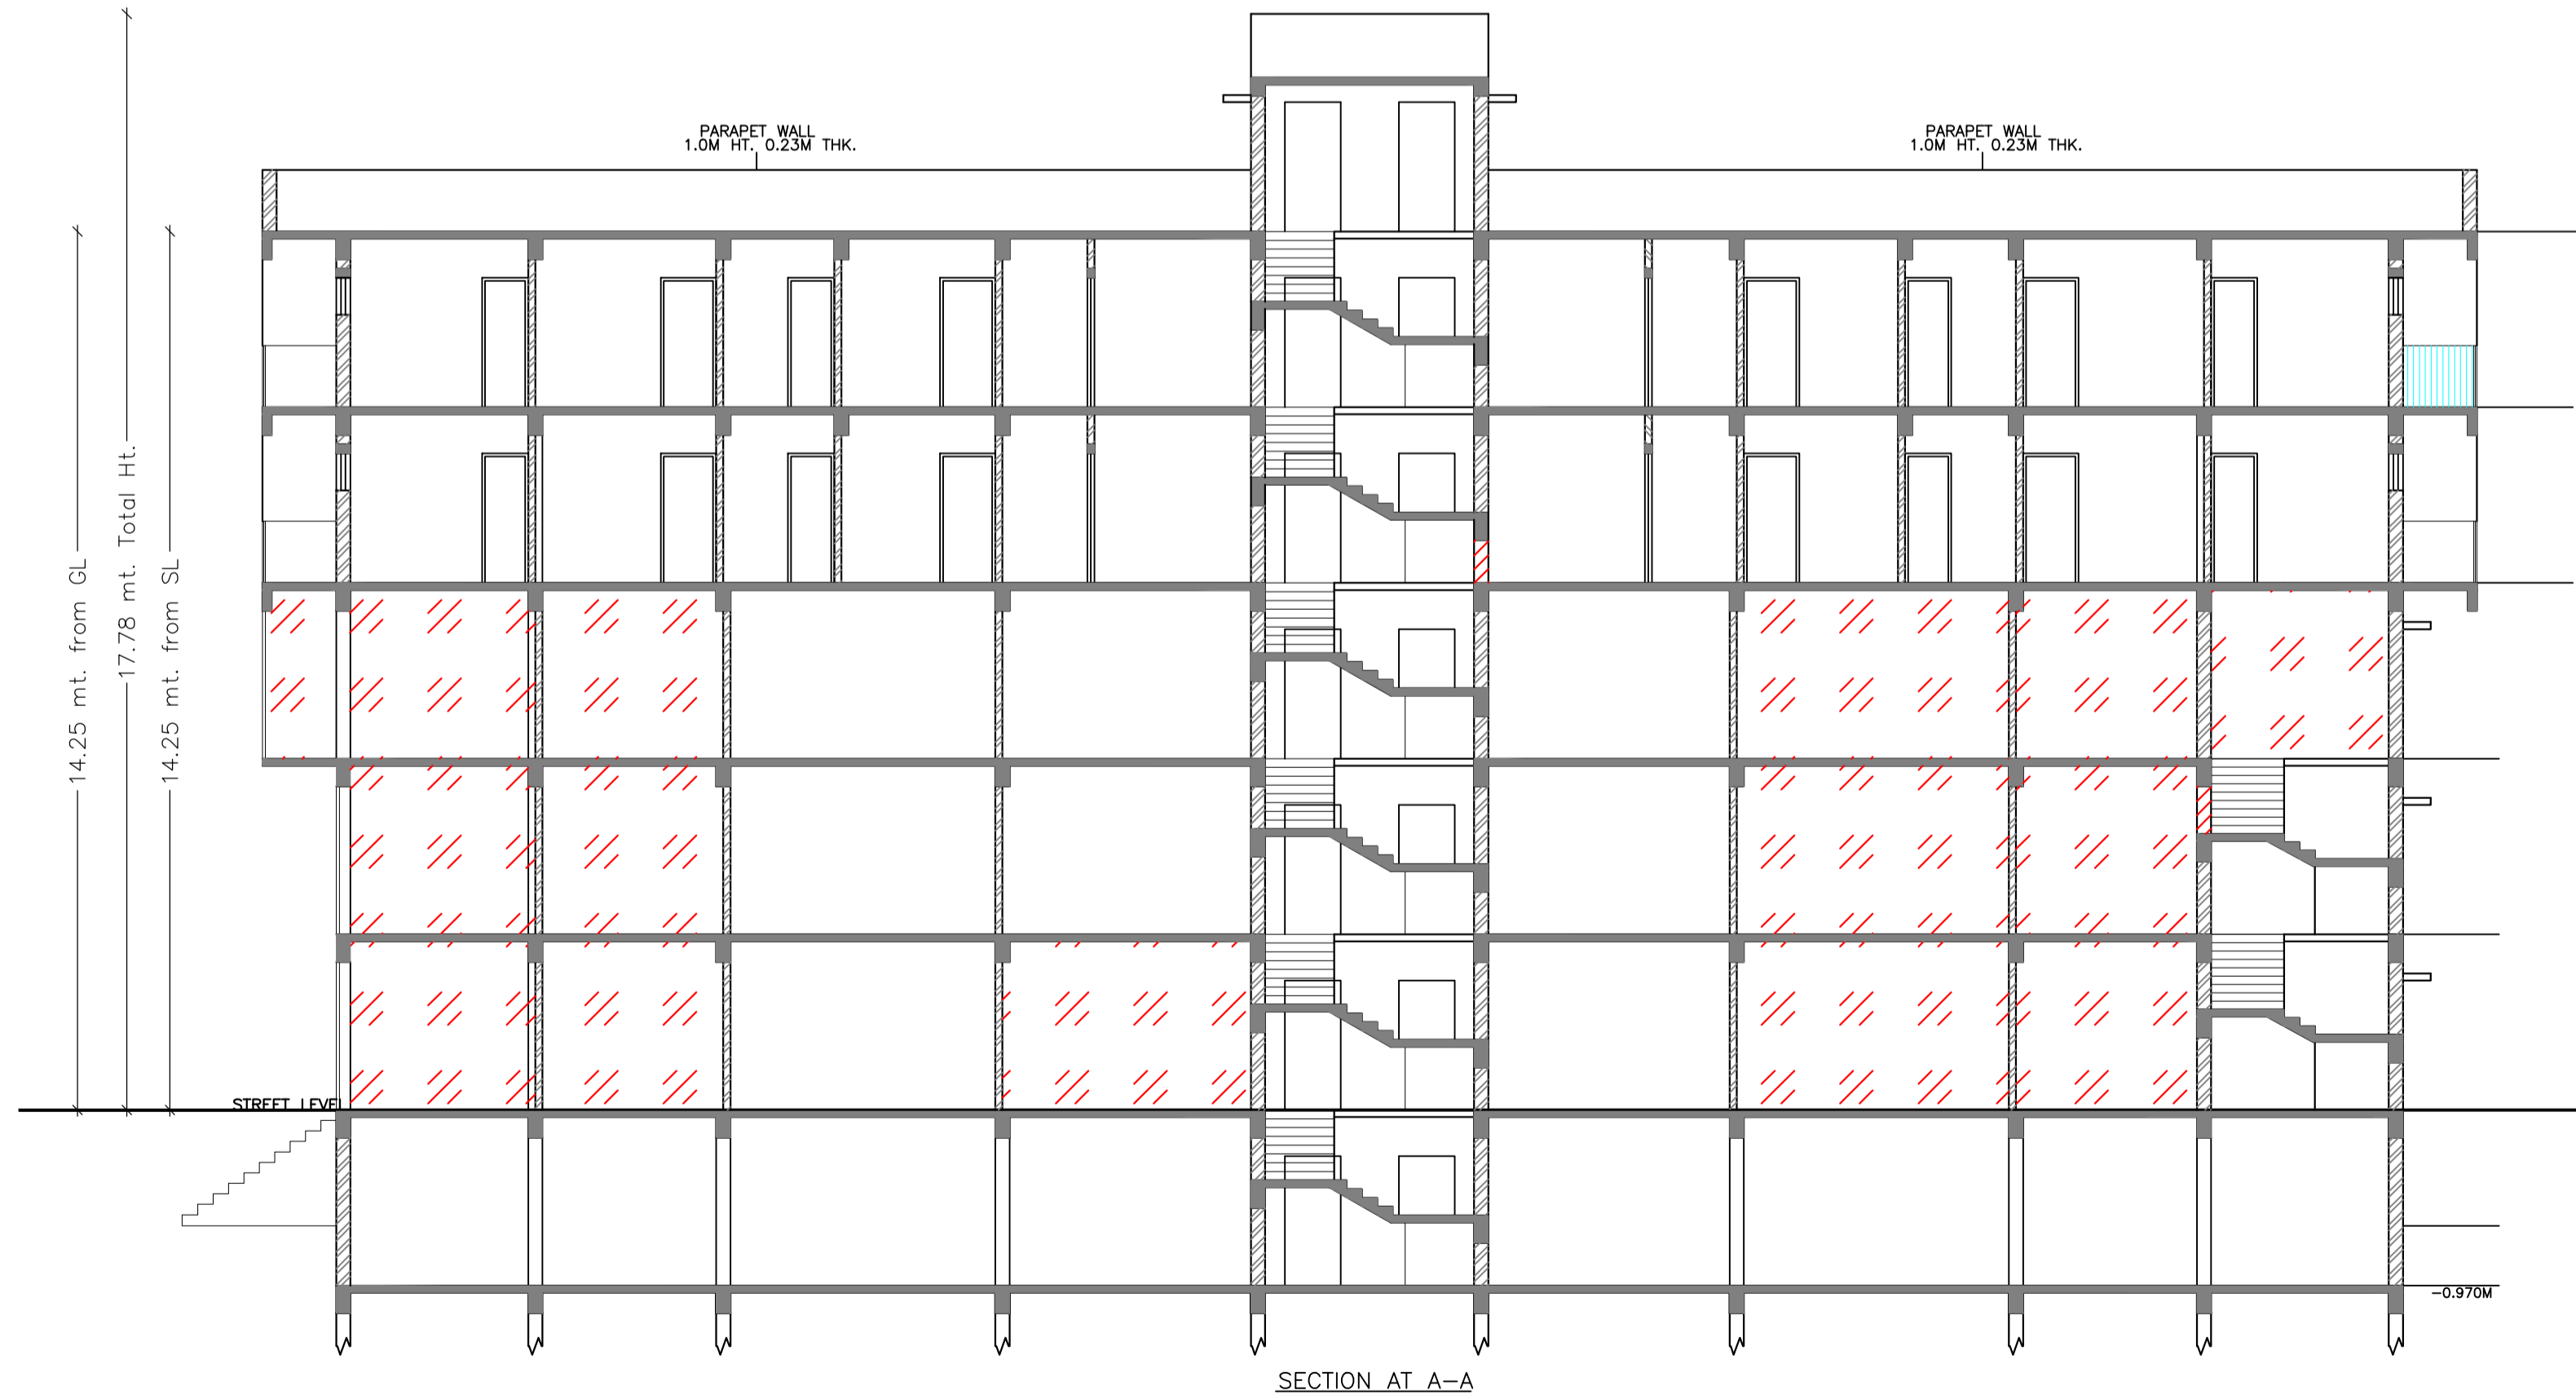 PARAPET WALL
1.0M HT. 0.23M THK.
PARAPET WALL
1.0M HT. 0.23M THK.
14.25 mt. from GL
17.78 mt. Total Ht.
14.25 mt. from SL
STREET LEVEL
-0.970M
SECTION AT A-A